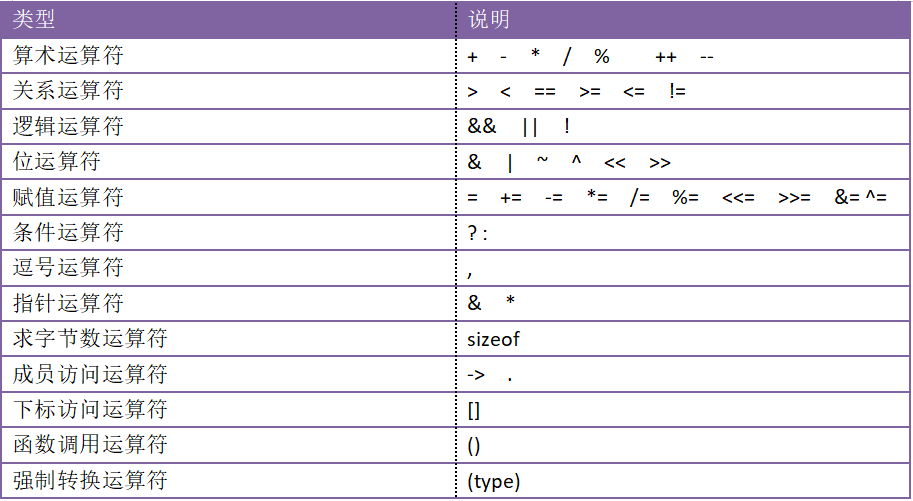 类型 说明
算术运算符 + - * / % ++ --
关系运算符 > < == >= <= !=
逻辑运算符 && || !
位运算符 & | ~ ^ << >>
赋值运算符 = += -= *= /= %= <<= >>= &= ^=
条件运算符 ? :
逗号运算符 ,
指针运算符 & *
求字节数运算符 sizeof
成员访问运算符 -> .
下标访问运算符 []
函数调用运算符 ()
强制转换运算符 (type)